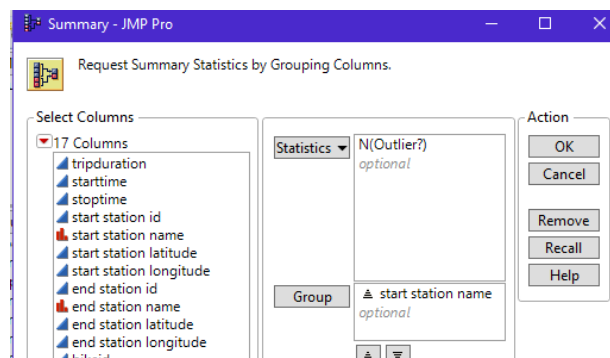 Summary - JMP Pro
Request Summary Statistics by Grouping Columns.
Select Columns
17 Columns
tripduration
starttime
stoptime
start station id
start station name
start station latitude
start station longitude
end station id
end station name
end station latitude
end station longitude
Statistics
N(Outlier?)
optional
Group
start station name
optional
Action
OK
Cancel
Remove
Recall
Help